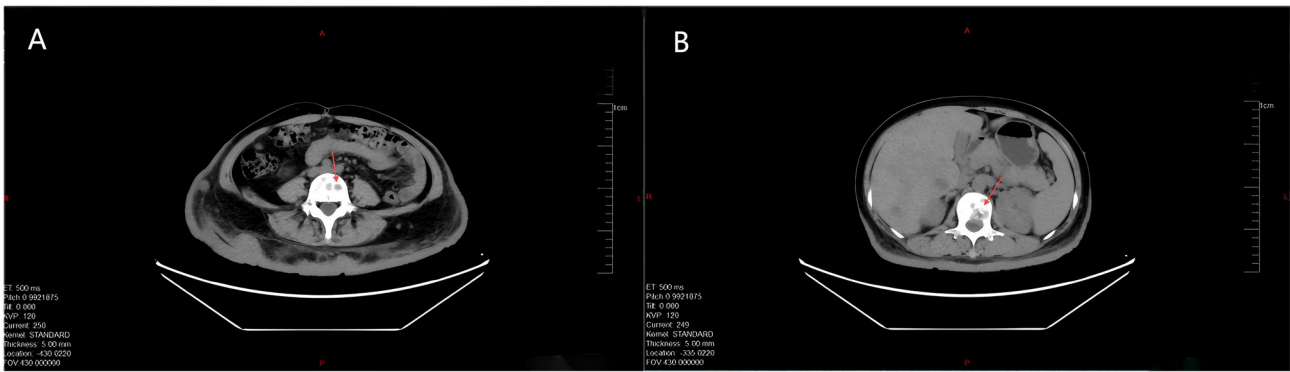 A
A
R
L
1cm
P
ET: 500 ms
Pitch 0.9921875
Tilt: 0.000
KVP: 120
Current: 250
Kernel: STANDARD
Thickness: 5.00 mm
Location: -430.0220
FOV:430.000000
B
A
R
L
1cm
P
ET: 500 ms
Pitch 0.9921875
Tilt: 0.000
KVP: 120
Current: 249
Kernel: STANDARD
Thickness: 5.00 mm
Location: -335.0220
FOV:430.000000